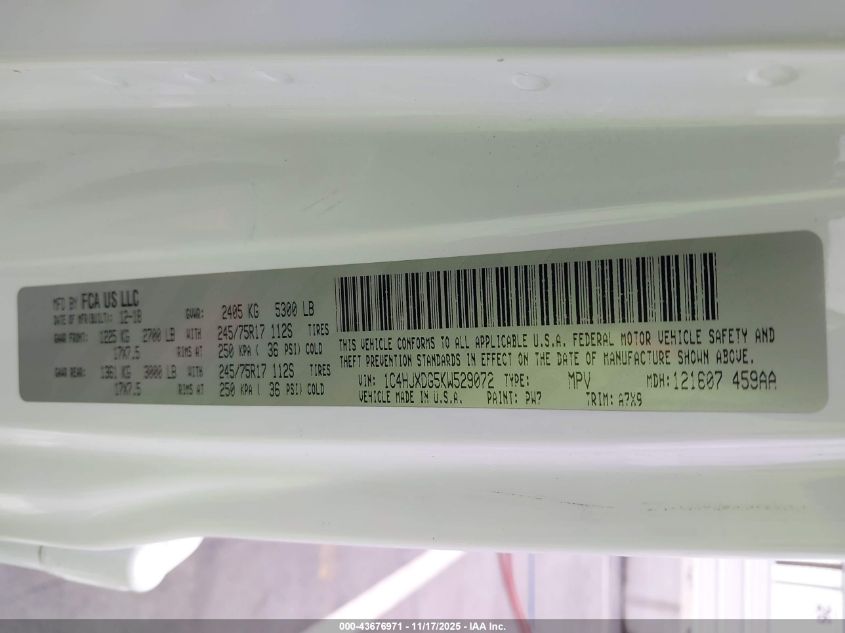 MFD BY FCA US LLC
DATE OF MFR(BUILT): 12-18 GVWR: 2405 KG 5300 LB
GAWR FRONT: 1225 KG 2700 LB WITH 245/75R17 112S TIRES
17X7.5 RIMS AT 250 KPA ( 36 PSI) COLD
GAWR REAR: 1361 KG 3000 LB WITH 245/75R17 112S TIRES
17X7.5 RIMS AT 250 KPA ( 36 PSI) COLD
THIS VEHICLE CONFORMS TO ALL APPLICABLE U.S.A. FEDERAL MOTOR VEHICLE SAFETY AND
THEFT PREVENTION STANDARDS IN EFFECT ON THE DATE OF MANUFACTURE SHOWN ABOVE.
VIN: 1C4HJXDG5KW529072 TYPE: MPV MDH: 121607 459AA
VEHICLE MADE IN U.S.A. PAINT: PW7 TRIM: A7X9
26
000-43676971 - 11/17/2025 - IAA Inc.